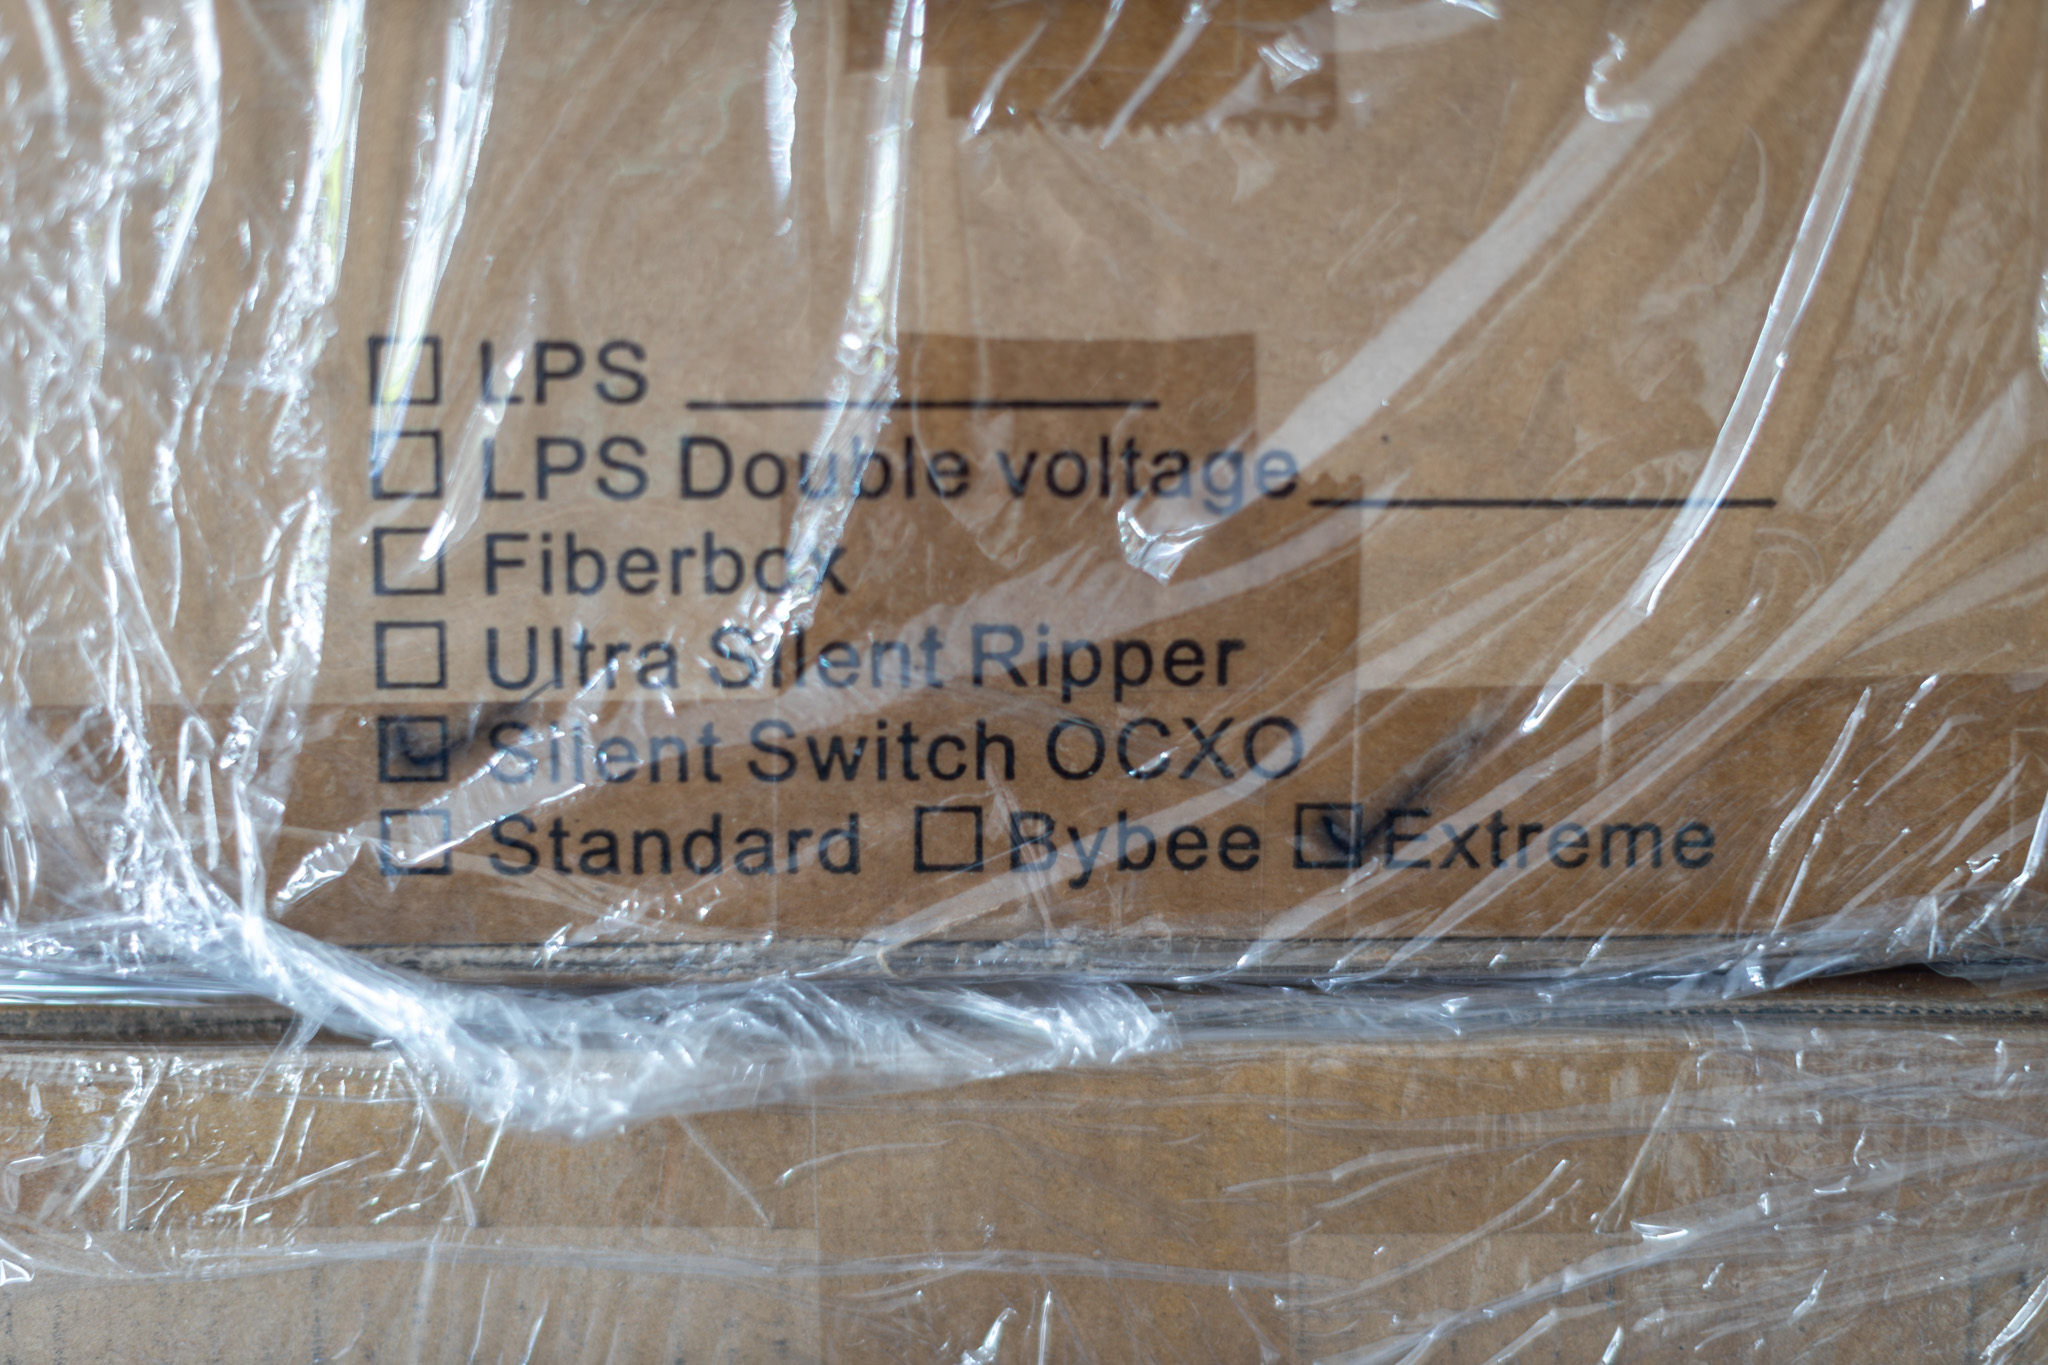 LPS
LPS Double voltage
Fiberbox
Ultra Silent Ripper
Silent Switch OCXO
Standard Bybee Extreme